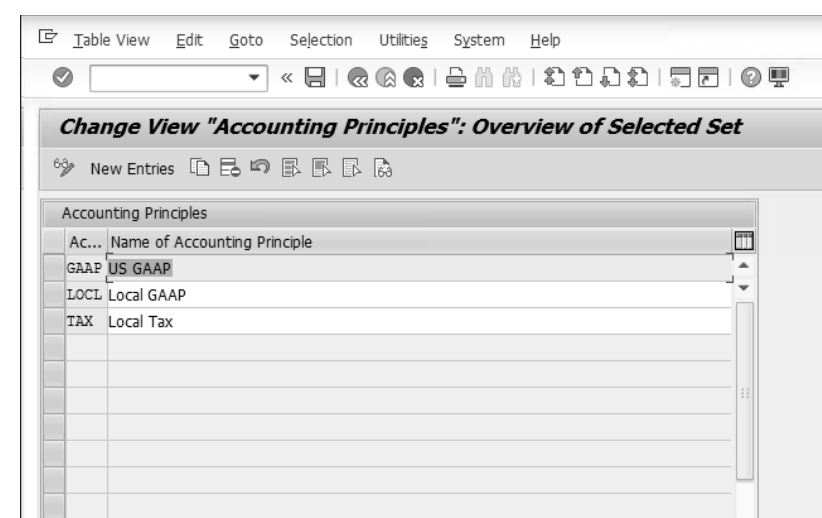 Table View Edit Goto Selection Utilities System Help
Change View "Accounting Principles": Overview of Selected Set
New Entries
Accounting Principles
Ac... Name of Accounting Principle
GAAP US GAAP
LOCL Local GAAP
TAX Local Tax